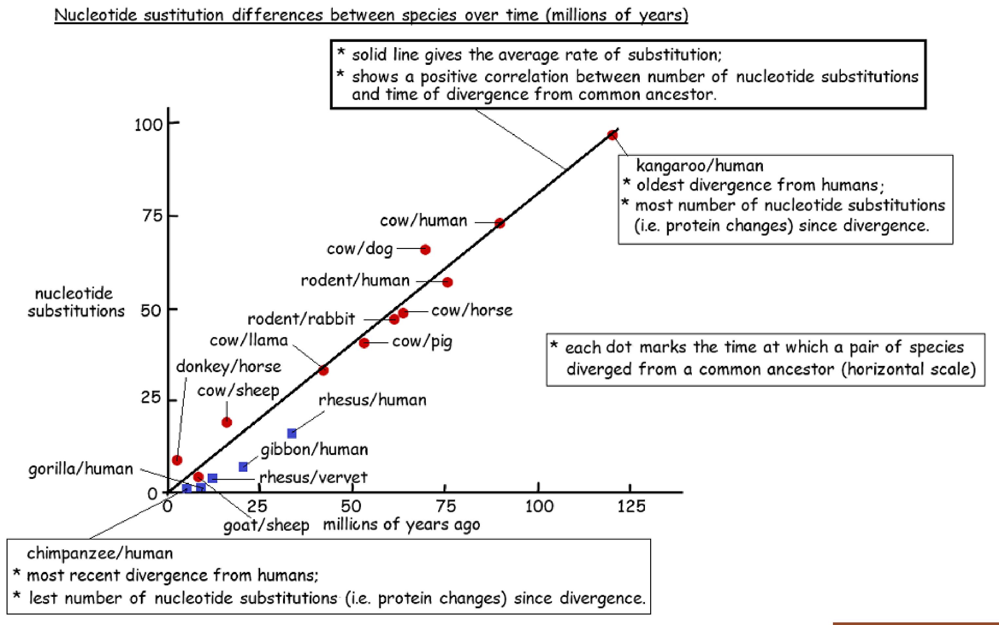 Nucleotide sustitution differences between species over time (millions of years)
* solid line gives the average rate of substitution;
* shows a positive correlation between number of nucleotide substitutions
and time of divergence from common ancestor.
100
kangaroo/human
* oldest divergence from humans;
* most number of nucleotide substitutions
(i.e. protein changes) since divergence.
75
cow/human
cow/dog
rodent/human
nucleotide
substitutions
50
cow/horse
rodent/rabbit
cow/llama
cow/pig
* each dot marks the time at which a pair of species
diverged from a common ancestor (horizontal scale)
donkey/horse
cow/sheep
25
rhesus/human
gibbon/human
gorilla/human
rhesus/vervet
0
0 25 50 75 100 125
goat/sheep
millions of years ago
chimpanzee/human
* most recent divergence from humans;
* lest number of nucleotide substitutions (i.e. protein changes) since divergence.